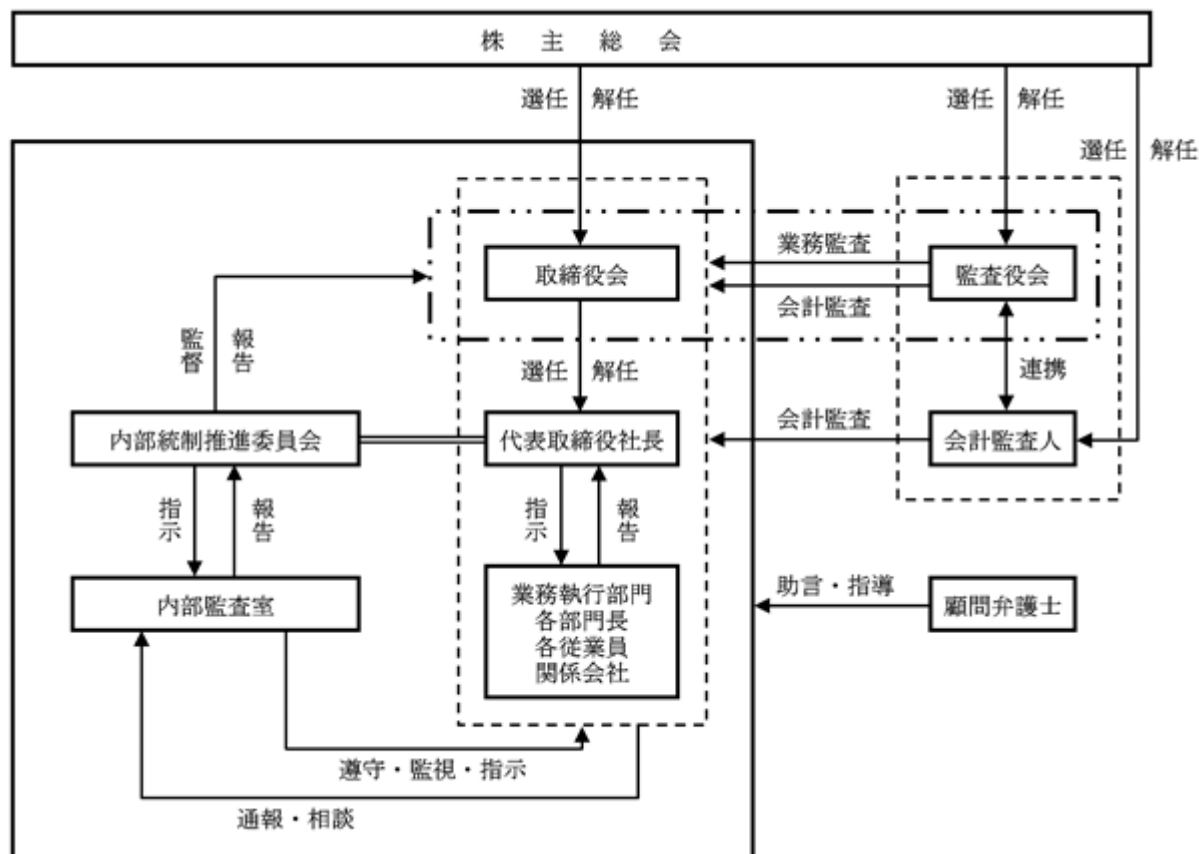 株主総会
選任 解任
選任 解任
選任 解任
取締役会
業務監査
会計監査
監査役会
監督 報告
選任 解任
連携
内部統制推進委員会
代表取締役社長
会計監査
会計監査人
指示 報告
指示 報告
内部監査室
業務執行部門
各部門長
各従業員
関係会社
助言・指導
顧問弁護士
遵守・監視・指示
通報・相談